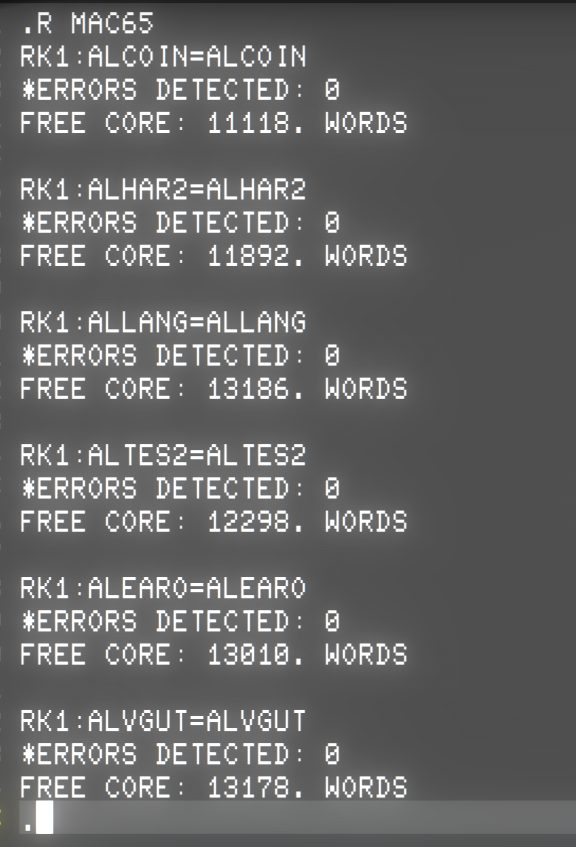 .R MAC65
RK1:ALCOIN=ALCOIN
*ERRORS DETECTED: 0
FREE CORE: 11118. WORDS
RK1:ALHAR2=ALHAR2
*ERRORS DETECTED: 0
FREE CORE: 11892. WORDS
RK1:ALLANG=ALLANG
*ERRORS DETECTED: 0
FREE CORE: 13186. WORDS
RK1:ALTES2=ALTES2
*ERRORS DETECTED: 0
FREE CORE: 12298. WORDS
RK1:ALEARO=ALEARO
*ERRORS DETECTED: 0
FREE CORE: 13010. WORDS
RK1:ALVGUT=ALVGUT
*ERRORS DETECTED: 0
FREE CORE: 13178. WORDS
.